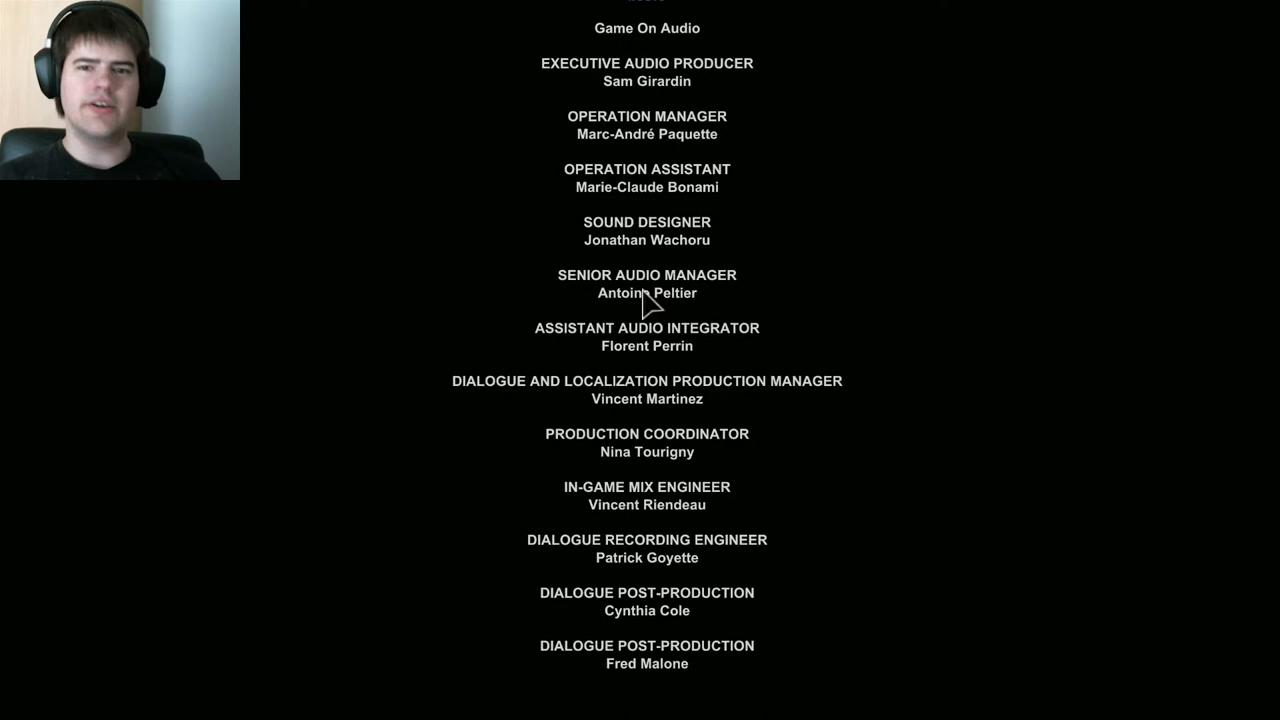 Game On Audio
EXECUTIVE AUDIO PRODUCER
Sam Girardin
OPERATION MANAGER
Marc-André Paquette
OPERATION ASSISTANT
Marie-Claude Bonami
SOUND DESIGNER
Jonathan Wachoru
SENIOR AUDIO MANAGER
Antoine Peltier
ASSISTANT AUDIO INTEGRATOR
Florent Perrin
DIALOGUE AND LOCALIZATION PRODUCTION MANAGER
Vincent Martinez
PRODUCTION COORDINATOR
Nina Tourigny
IN-GAME MIX ENGINEER
Vincent Riendeau
DIALOGUE RECORDING ENGINEER
Patrick Goyette
DIALOGUE POST-PRODUCTION
Cynthia Cole
DIALOGUE POST-PRODUCTION
Fred Malone